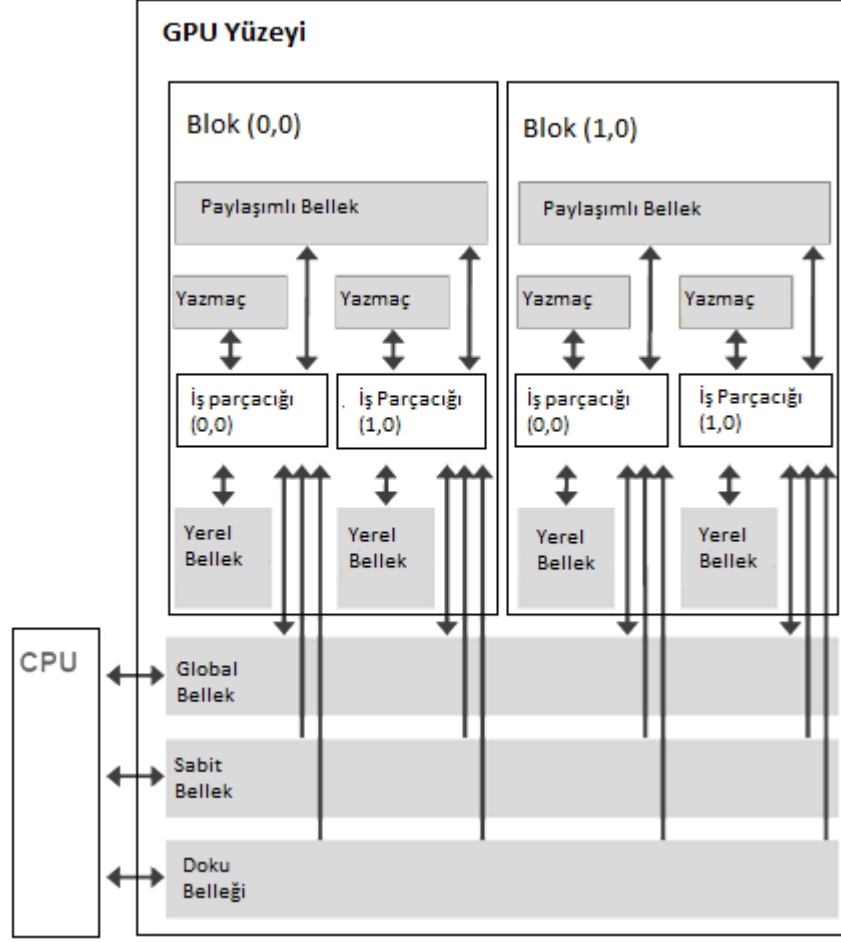 GPU Yüzeyi
Blok (0,0)
Paylaşımlı Bellek
Yazmaç
Yazmaç
İş parçacığı
(0,0)
. İş Parçacığı
(1,0)
Yerel
Bellek
Yerel
Bellek
Blok (1,0)
Paylaşımlı Bellek
Yazmaç
Yazmaç
İş parçacığı
(0,0)
İş Parçacığı
(1,0)
Yerel
Bellek
Yerel
Bellek
CPU
Global
Bellek
Sabit
Bellek
Doku
Belleği